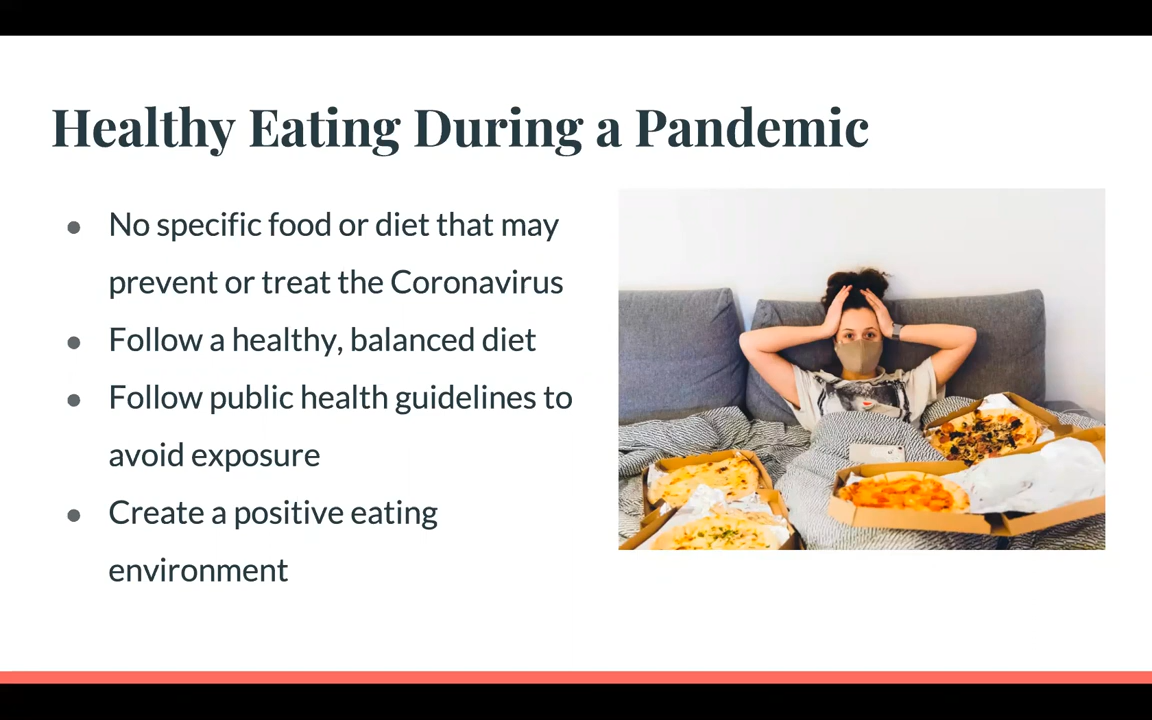 Healthy Eating During a Pandemic
● No specific food or diet that may
prevent or treat the Coronavirus
● Follow a healthy, balanced diet
● Follow public health guidelines to
avoid exposure
● Create a positive eating
environment